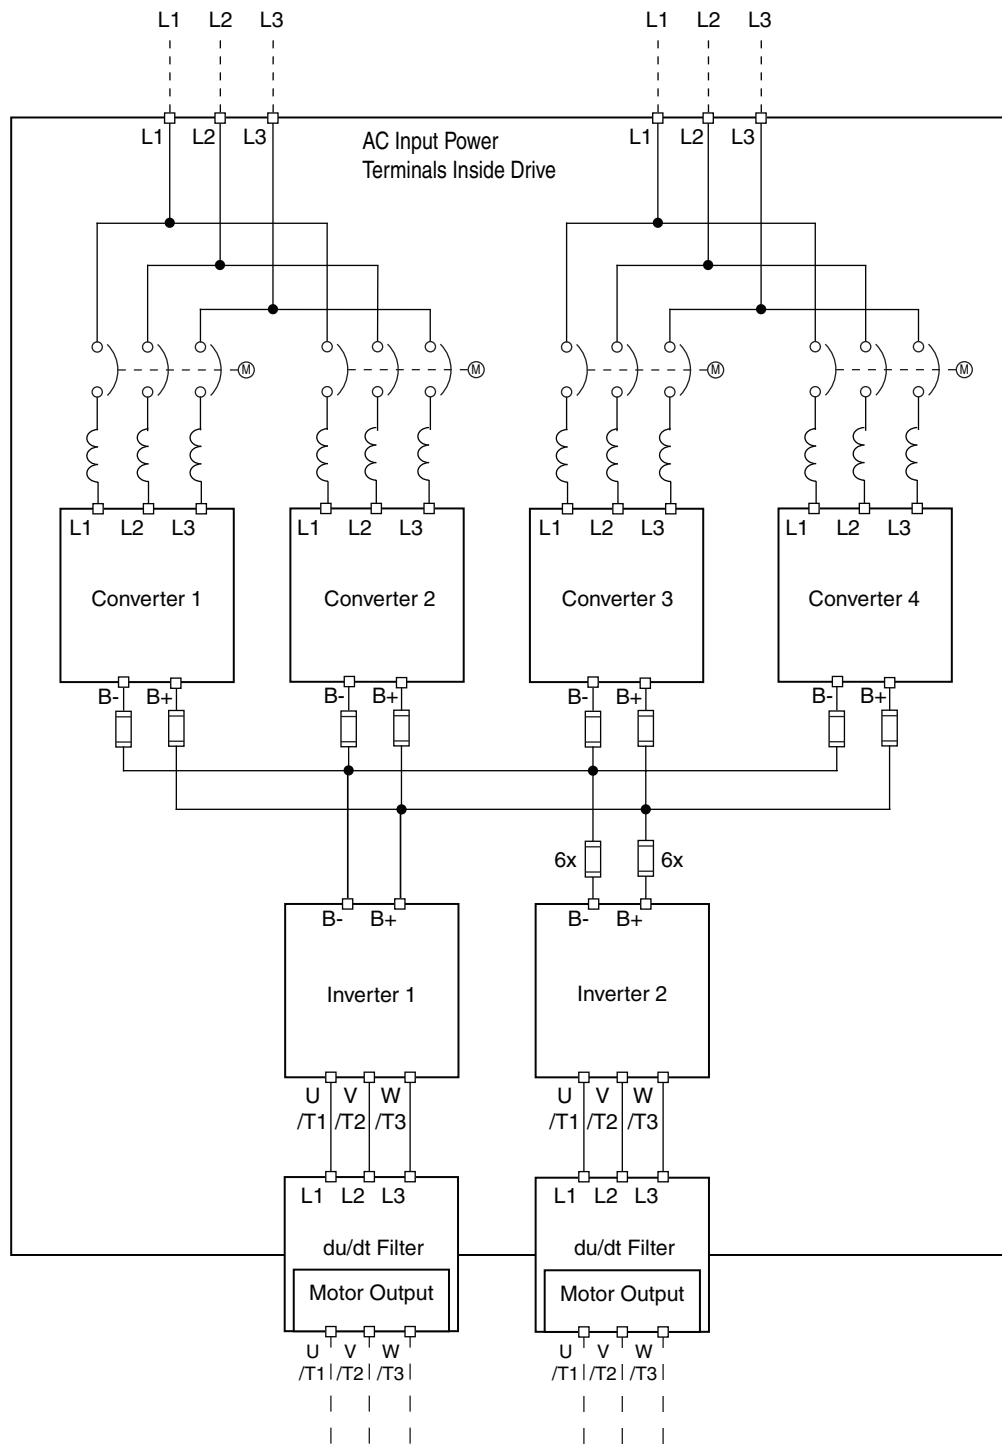 L1 L2 L3 L1 L2 L3
L1 L2 L3 L1 L2 L3
AC Input Power
Terminals Inside Drive
M M M M
L1 L2 L3 L1 L2 L3 L1 L2 L3 L1 L2 L3
Converter 1 Converter 2 Converter 3 Converter 4
B- B+ B- B+ B- B+ B- B+
6x 6x
B- B+ B- B+
Inverter 1 Inverter 2
U V W U V W
/T1 /T2 /T3 /T1 /T2 /T3
L1 L2 L3 L1 L2 L3
du/dt Filter du/dt Filter
Motor Output Motor Output
U V W U V W
/T1 /T2 /T3 /T1 /T2 /T3